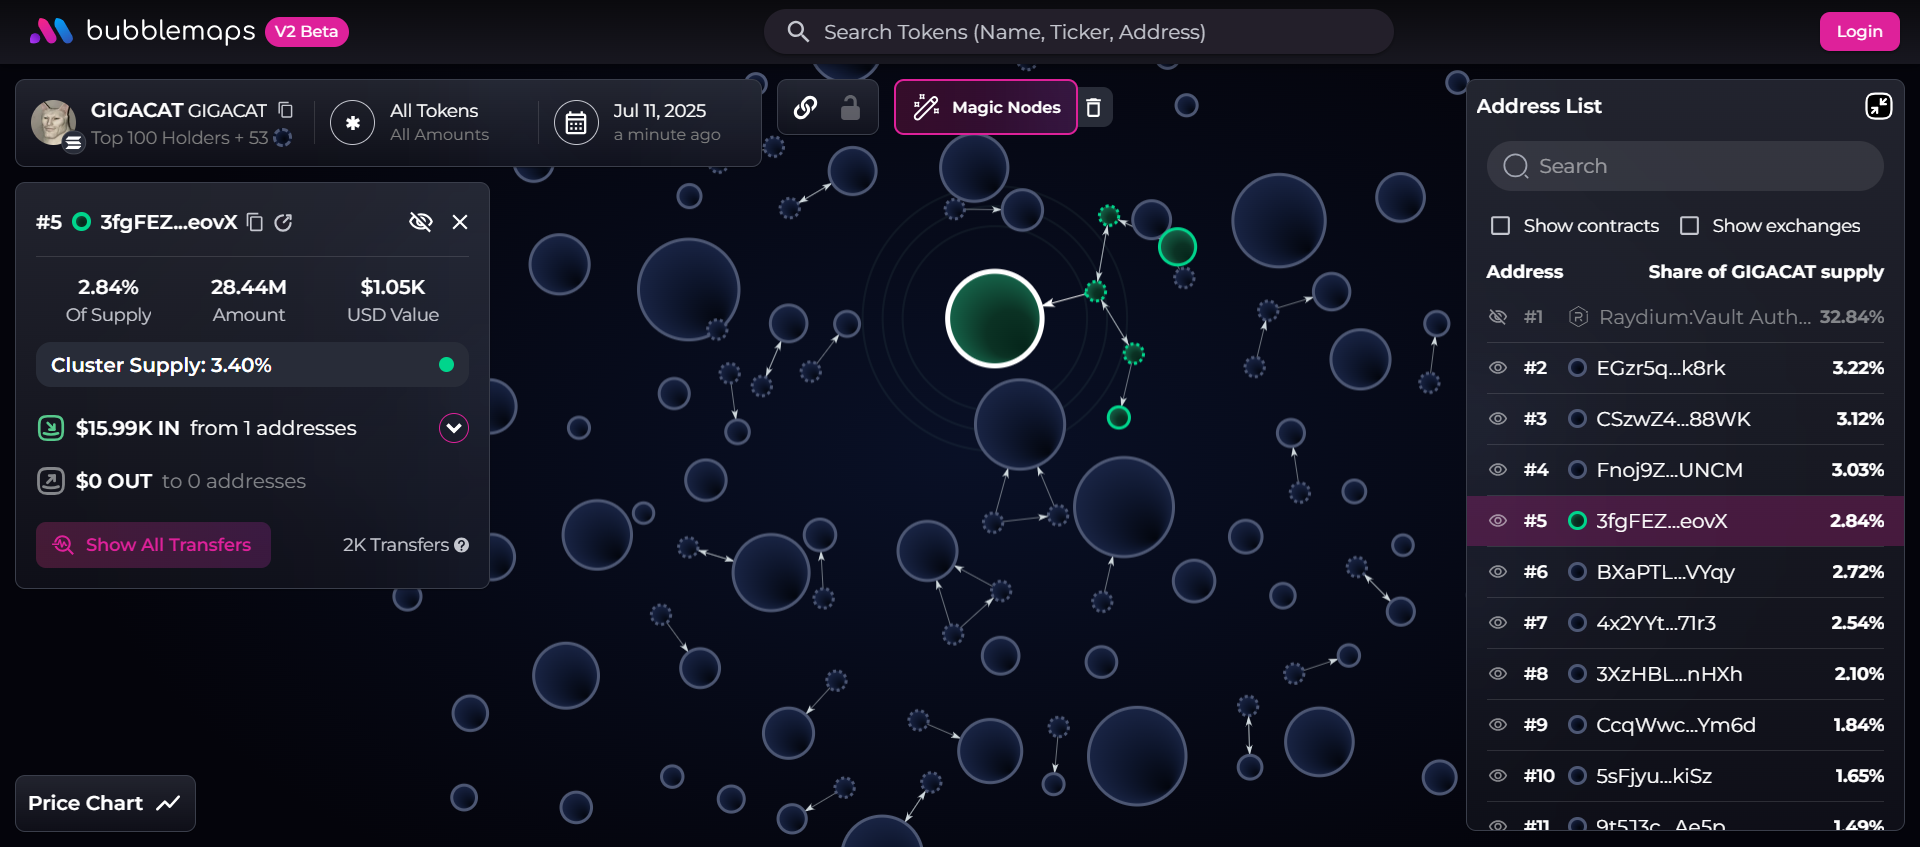 bubblemaps V2 Beta
Search Tokens (Name, Ticker, Address)
Login
GIGACAT GIGACAT
Top 100 Holders + 53
All Tokens
All Amounts
Jul 11, 2025
a minute ago
Magic Nodes
#5 3fgFEZ...eovX
2.84% 28.44M $1.05K
Of Supply Amount USD Value
Cluster Supply: 3.40%
$15.99K IN from 1 addresses
$0 OUT to 0 addresses
Show All Transfers 2K Transfers
Price Chart
Address List
Search
Show contracts Show exchanges
Address Share of GIGACAT supply
#1 Raydium:Vault Auth... 32.84%
#2 EGzr5q...k8rk 3.22%
#3 CSzwZ4...88WK 3.12%
#4 Fnoj9Z...UNCM 3.03%
#5 3fgFEZ...eovX 2.84%
#6 BXaPTL...VYqy 2.72%
#7 4x2YYt...71r3 2.54%
#8 3XzHBL...nHXh 2.10%
#9 CcqWwc...Ym6d 1.84%
#10 5sFjyu...kiSz 1.65%
#11 1.49%